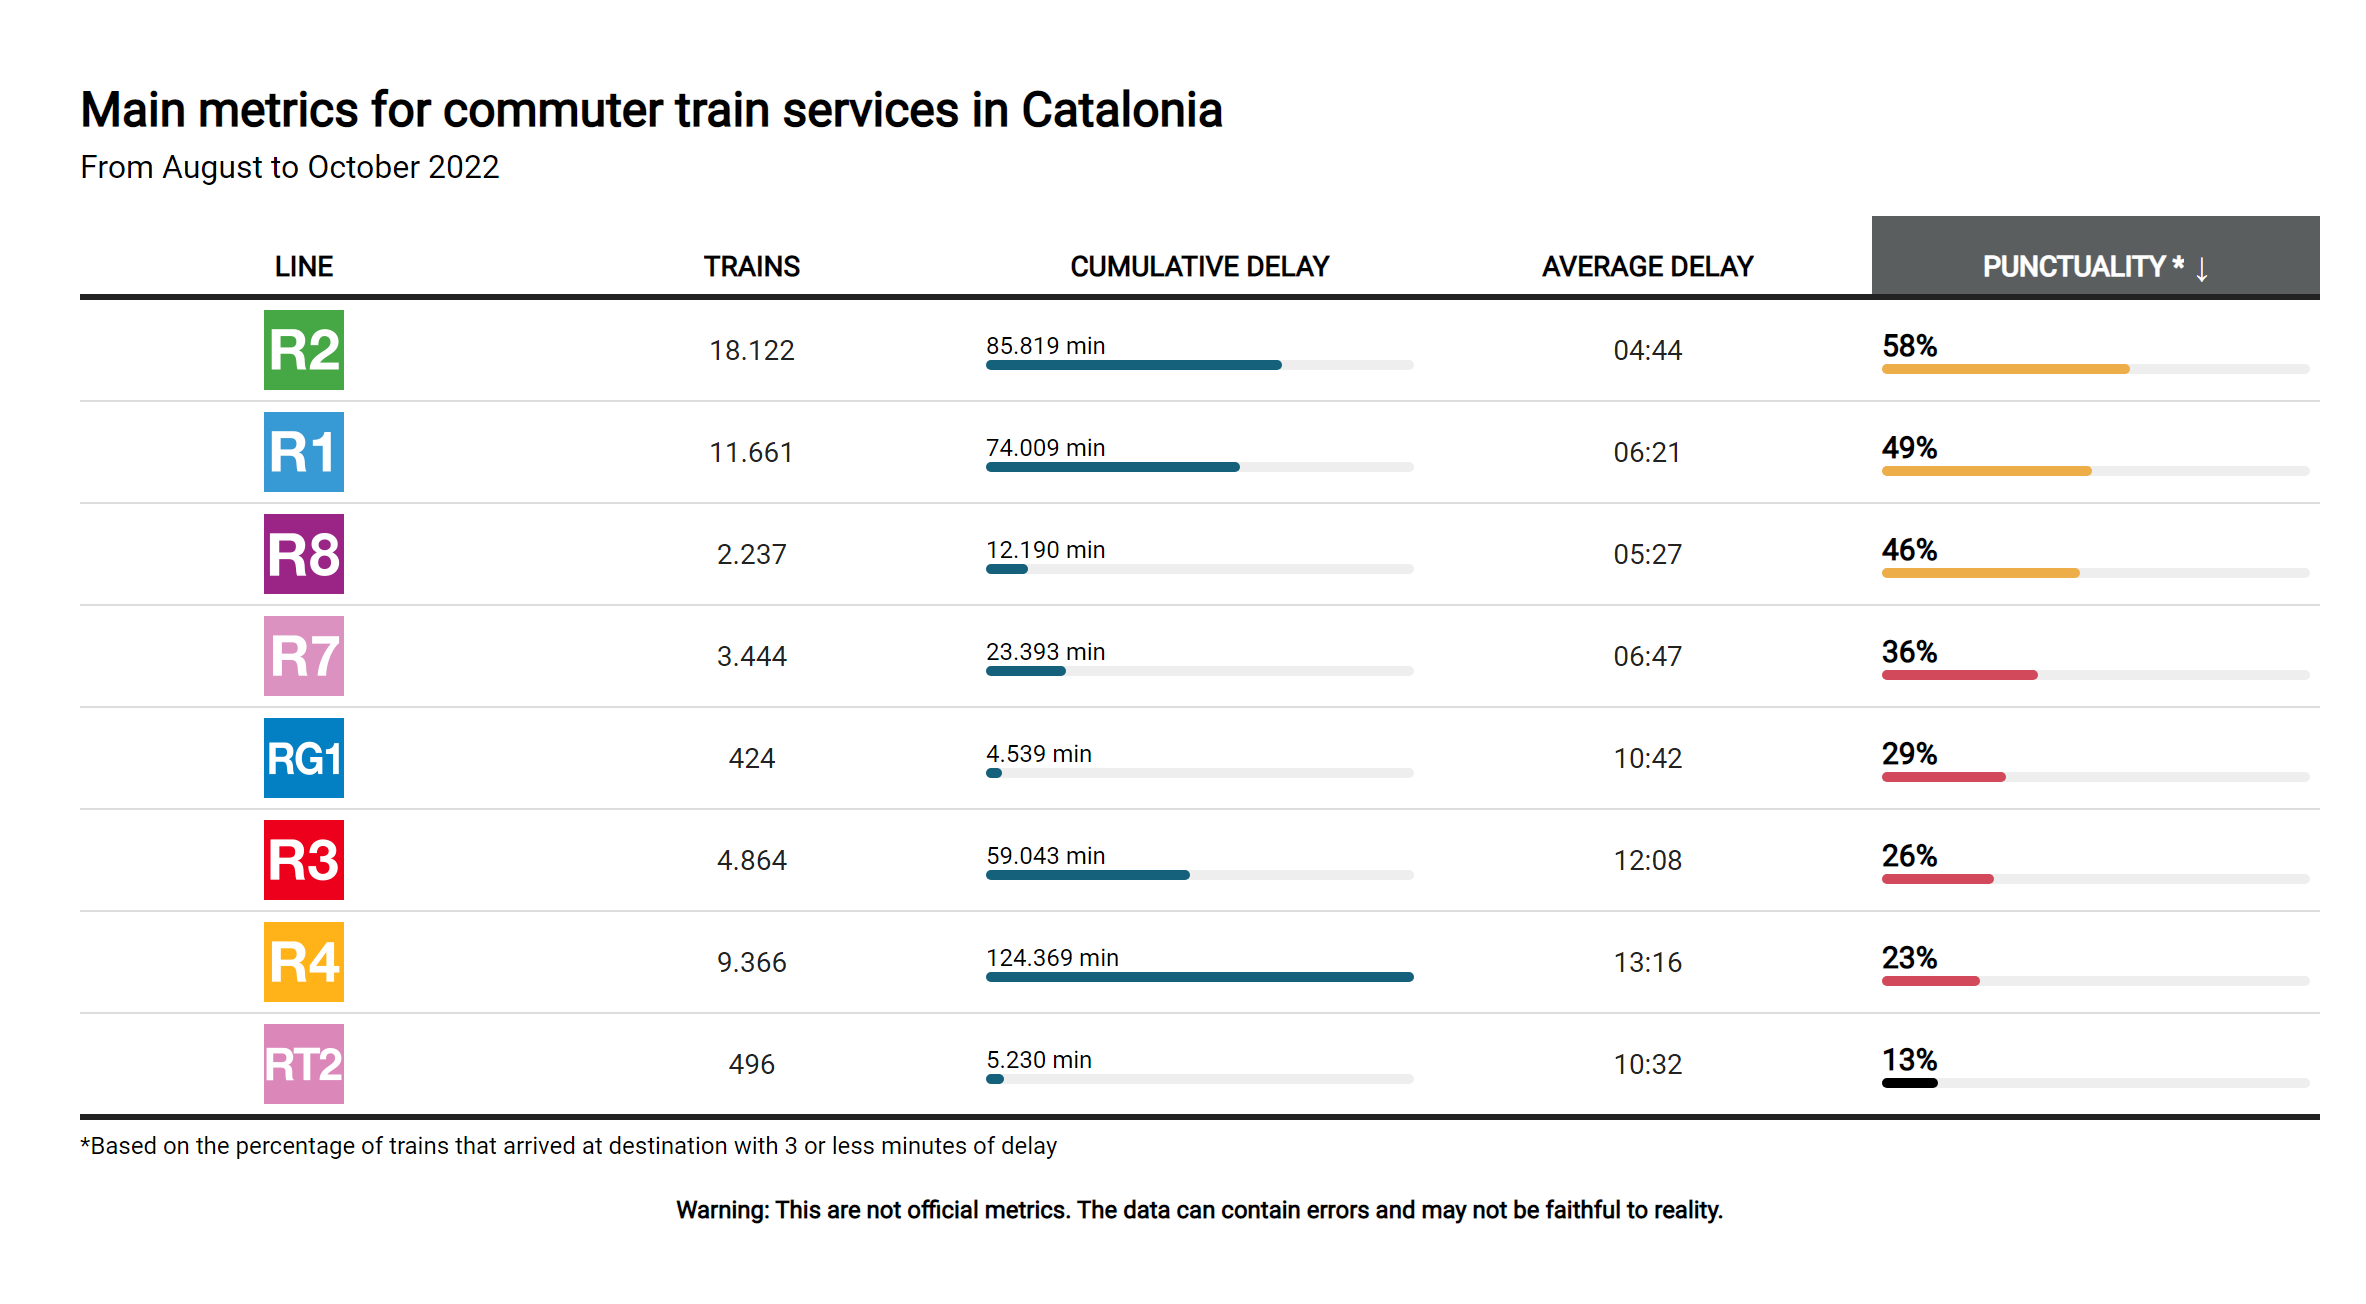 Main metrics for commuter train services in Catalonia
From August to October 2022
LINE TRAINS CUMULATIVE DELAY AVERAGE DELAY PUNCTUALITY * ↓
R2 18.122 85.819 min 04:44 58%
R1 11.661 74.009 min 06:21 49%
R8 2.237 12.190 min 05:27 46%
R7 3.444 23.393 min 06:47 36%
RG1 424 4.539 min 10:42 29%
R3 4.864 59.043 min 12:08 26%
R4 9.366 124.369 min 13:16 23%
RT2 496 5.230 min 10:32 13%
*Based on the percentage of trains that arrived at destination with 3 or less minutes of delay
Warning: This are not official metrics. The data can contain errors and may not be faithful to reality.